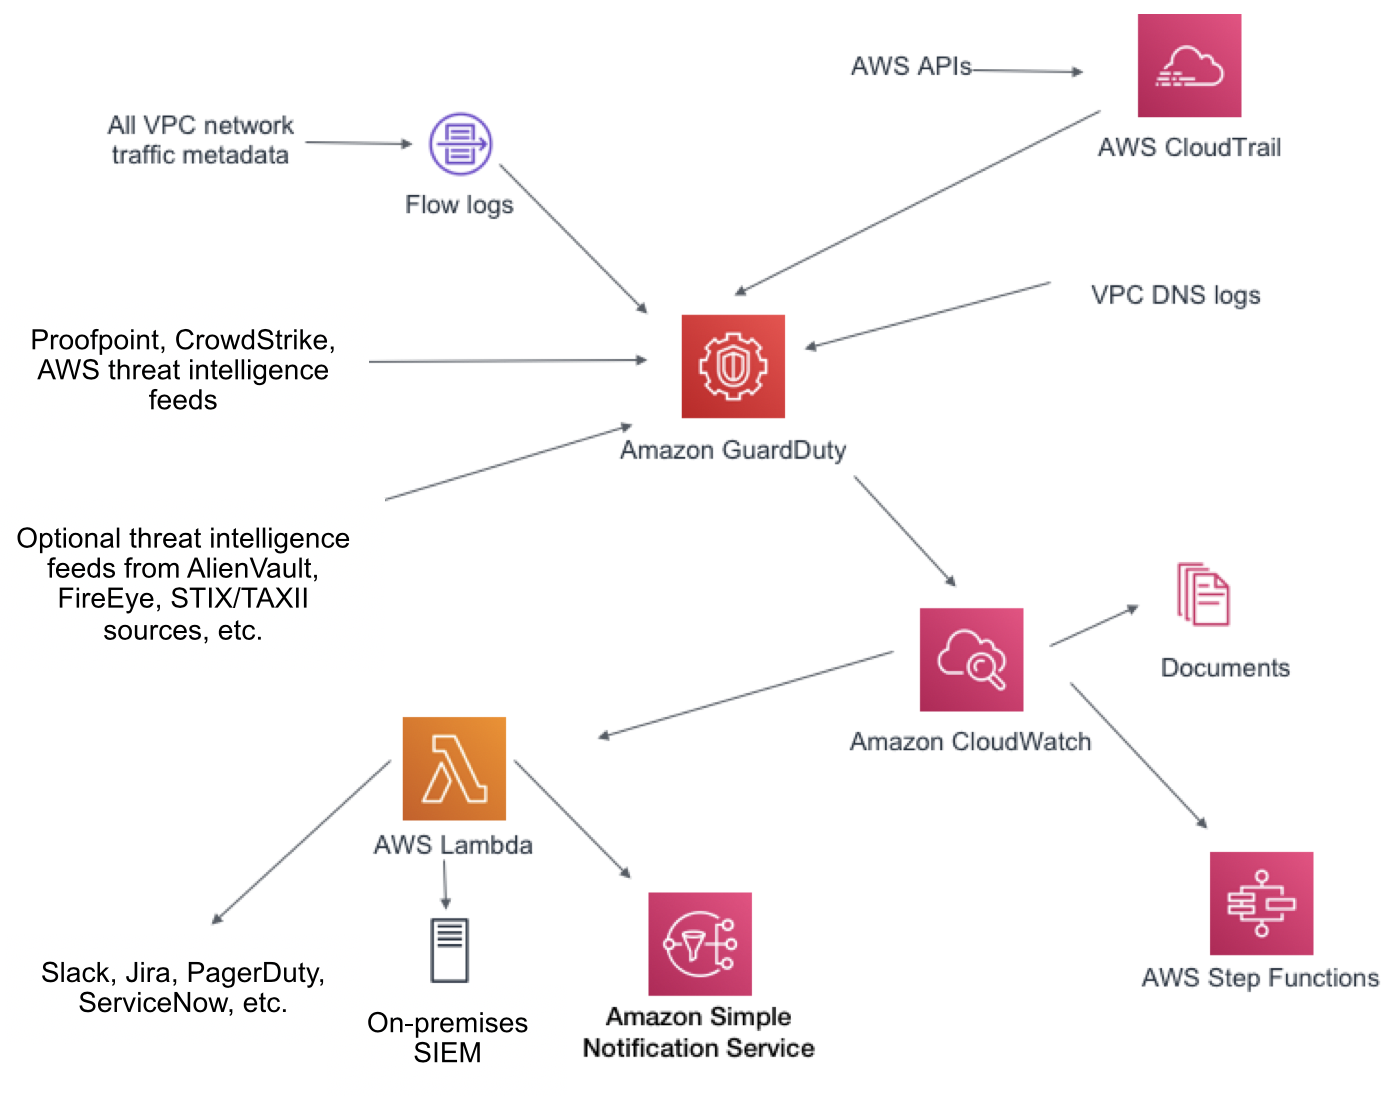 AWS APIs
AWS CloudTrail
All VPC network
traffic metadata
Flow logs
VPC DNS logs
Proofpoint, CrowdStrike,
AWS threat intelligence
feeds
Amazon GuardDuty
Optional threat intelligence
feeds from AlienVault,
FireEye, STIX/TAXII
sources, etc.
Documents
Amazon CloudWatch
AWS Lambda
Slack, Jira, PagerDuty,
ServiceNow, etc.
On-premises
SIEM
Amazon Simple
Notification Service
AWS Step Functions